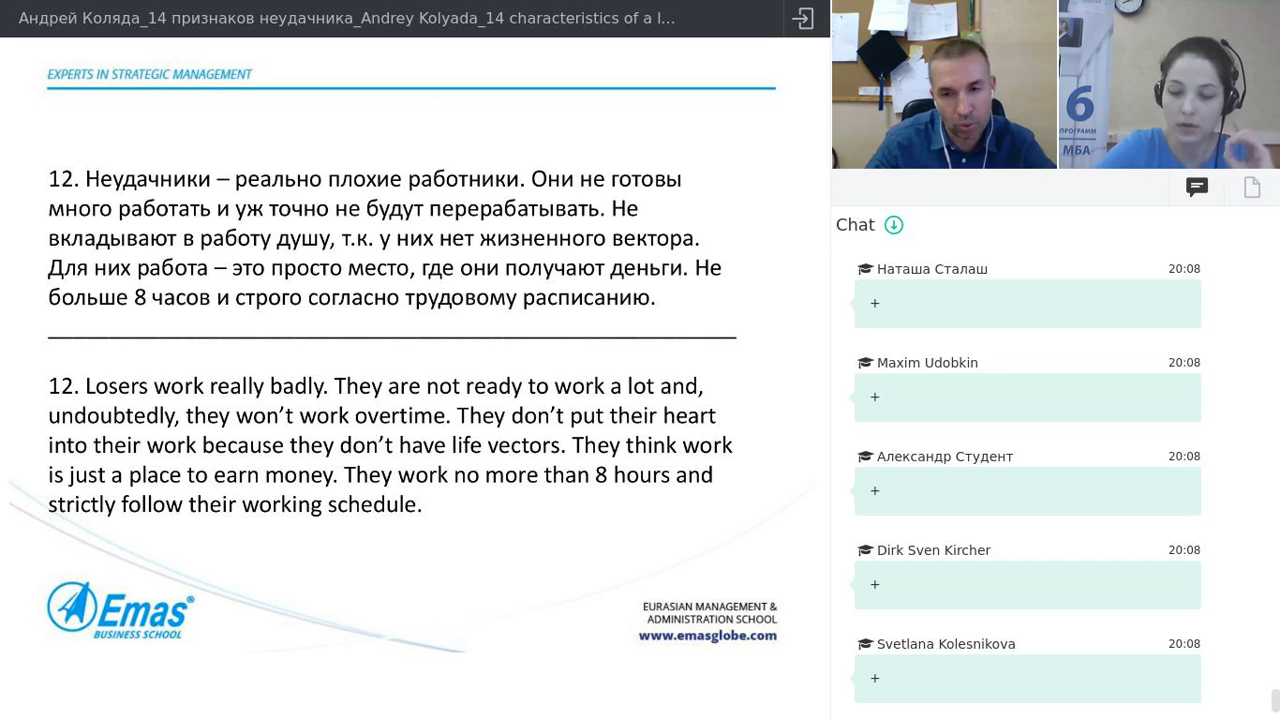 Андрей Коляда_14 признаков неудачника_Andrey Kolyada_14 characteristics of a l...
EXPERTS IN STRATEGIC MANAGEMENT
12. Неудачники – реально плохие работники. Они не готовы
много работать и уж точно не будут перерабатывать. Не
вкладывают в работу душу, т.к. у них нет жизненного вектора.
Для них работа – это просто место, где они получают деньги. Не
больше 8 часов и строго согласно трудовому расписанию.
12. Losers work really badly. They are not ready to work a lot and,
undoubtedly, they won’t work overtime. They don’t put their heart
into their work because they don’t have life vectors. They think work
is just a place to earn money. They work no more than 8 hours and
strictly follow their working schedule.
Emas®
BUSINESS SCHOOL
EURASIAN MANAGEMENT &
ADMINISTRATION SCHOOL
www.emasglobe.com
6
ПРОГРАММ
МБА
Chat
Наташа Сталаш 20:08
+
Maxim Udobkin 20:08
+
Александр Студент 20:08
+
Dirk Sven Kircher 20:08
+
Svetlana Kolesnikova 20:08
+